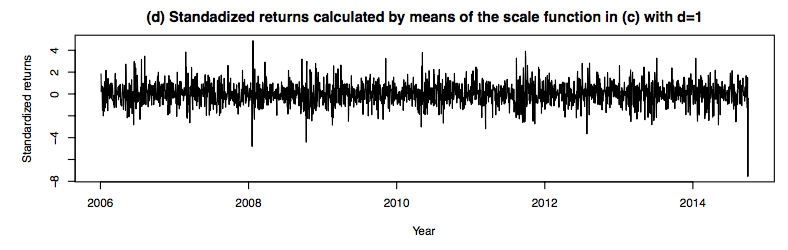 (d) Standadized returns calculated by means of the scale function in (c) with d=1
Standardized returns
4
2
0
−4
−8
2006 2008 2010 2012 2014
Year